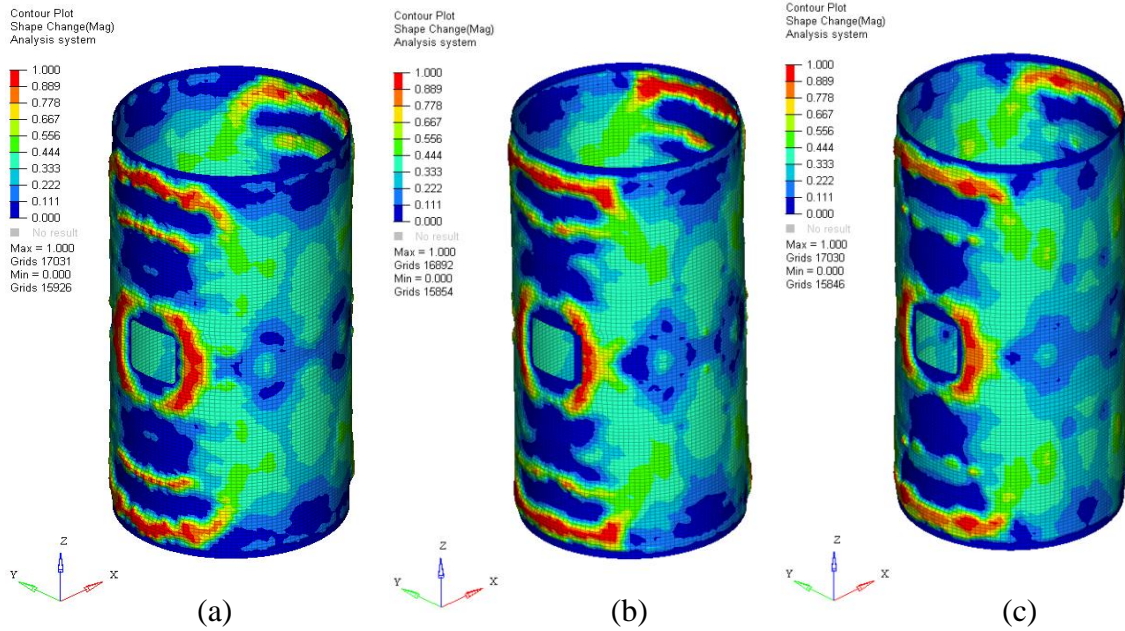 Contour Plot
Shape Change(Mag)
Analysis system
1.000
0.889
0.778
0.667
0.556
0.444
0.333
0.222
0.111
0.000
No result
Max = 1.000
Grids 17031
Min = 0.000
Grids 15926
Z
Y
X
(a)
Contour Plot
Shape Change(Mag)
Analysis system
1.000
0.889
0.778
0.667
0.556
0.444
0.333
0.222
0.111
0.000
No result
Max = 1.000
Grids 16892
Min = 0.000
Grids 15854
Z
Y
X
(b)
Contour Plot
Shape Change(Mag)
Analysis system
1.000
0.889
0.778
0.667
0.556
0.444
0.333
0.222
0.111
0.000
No result
Max = 1.000
Grids 17030
Min = 0.000
Grids 15846
Z
Y
X
(c)